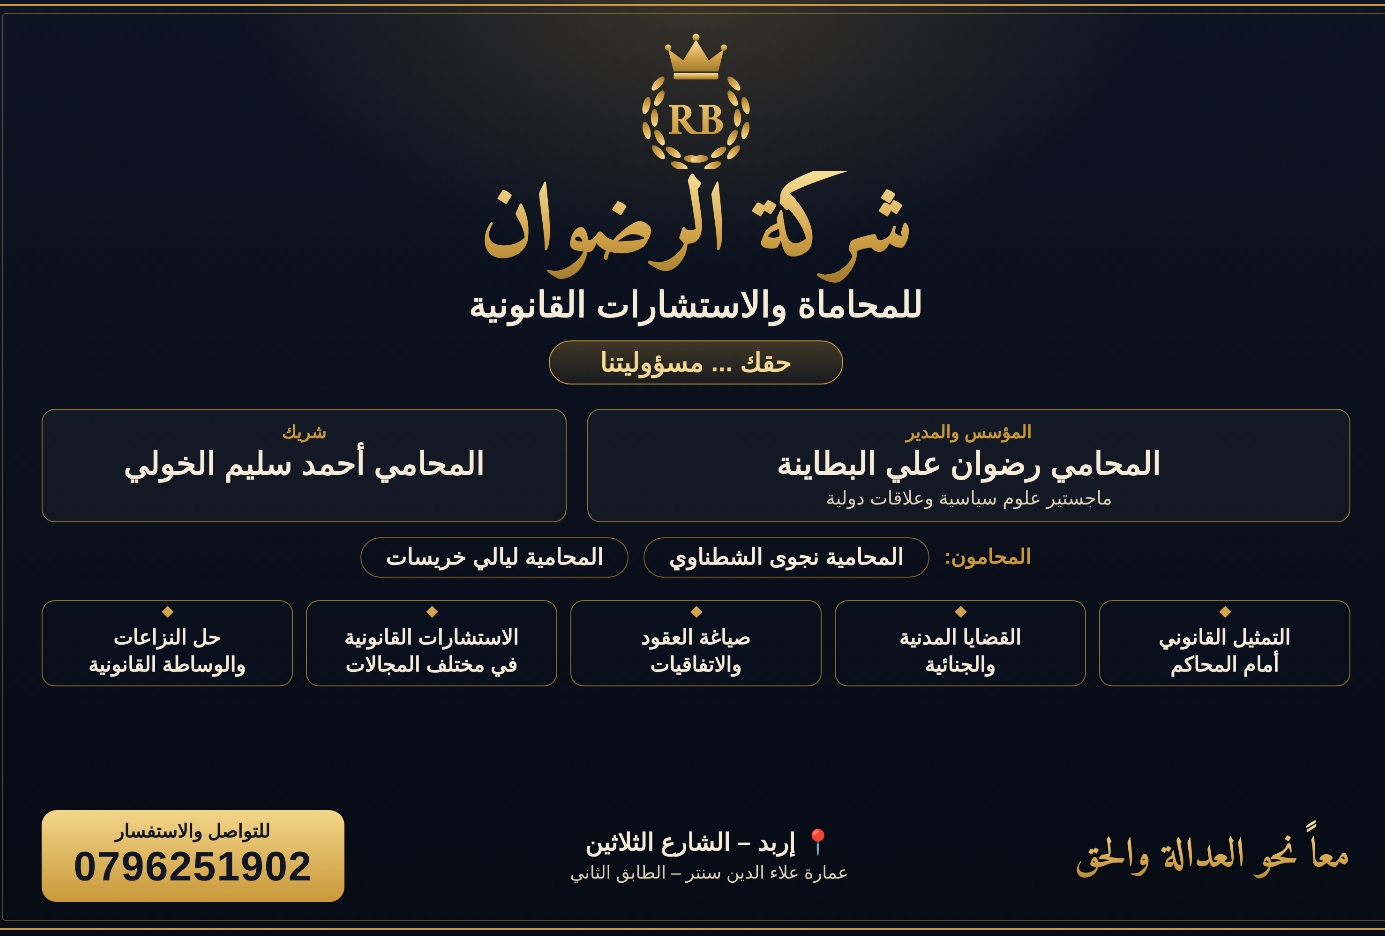 RB
شركة الرضوان
للمحاماة والاستشارات القانونية
حقك ... مسؤوليتنا
المؤسس والمدير
المحامي رضوان علي البطاينة
ماجستير علوم سياسية وعلاقات دولية
شريك
المحامي أحمد سليم الخولي
المحامون:
المحامية نجوى الشطناوي
المحامية ليالي خريسات
التمثيل القانوني
أمام المحاكم
القضايا المدنية
والجنائية
صياغة العقود
والاتفاقيات
الاستشارات القانونية
في مختلف المجالات
حل النزاعات
والوساطة القانونية
معاً نحو العدالة والحق
إربد – الشارع الثلاثين
عمارة علاء الدين سنتر – الطابق الثاني
للتواصل والاستفسار
0796251902